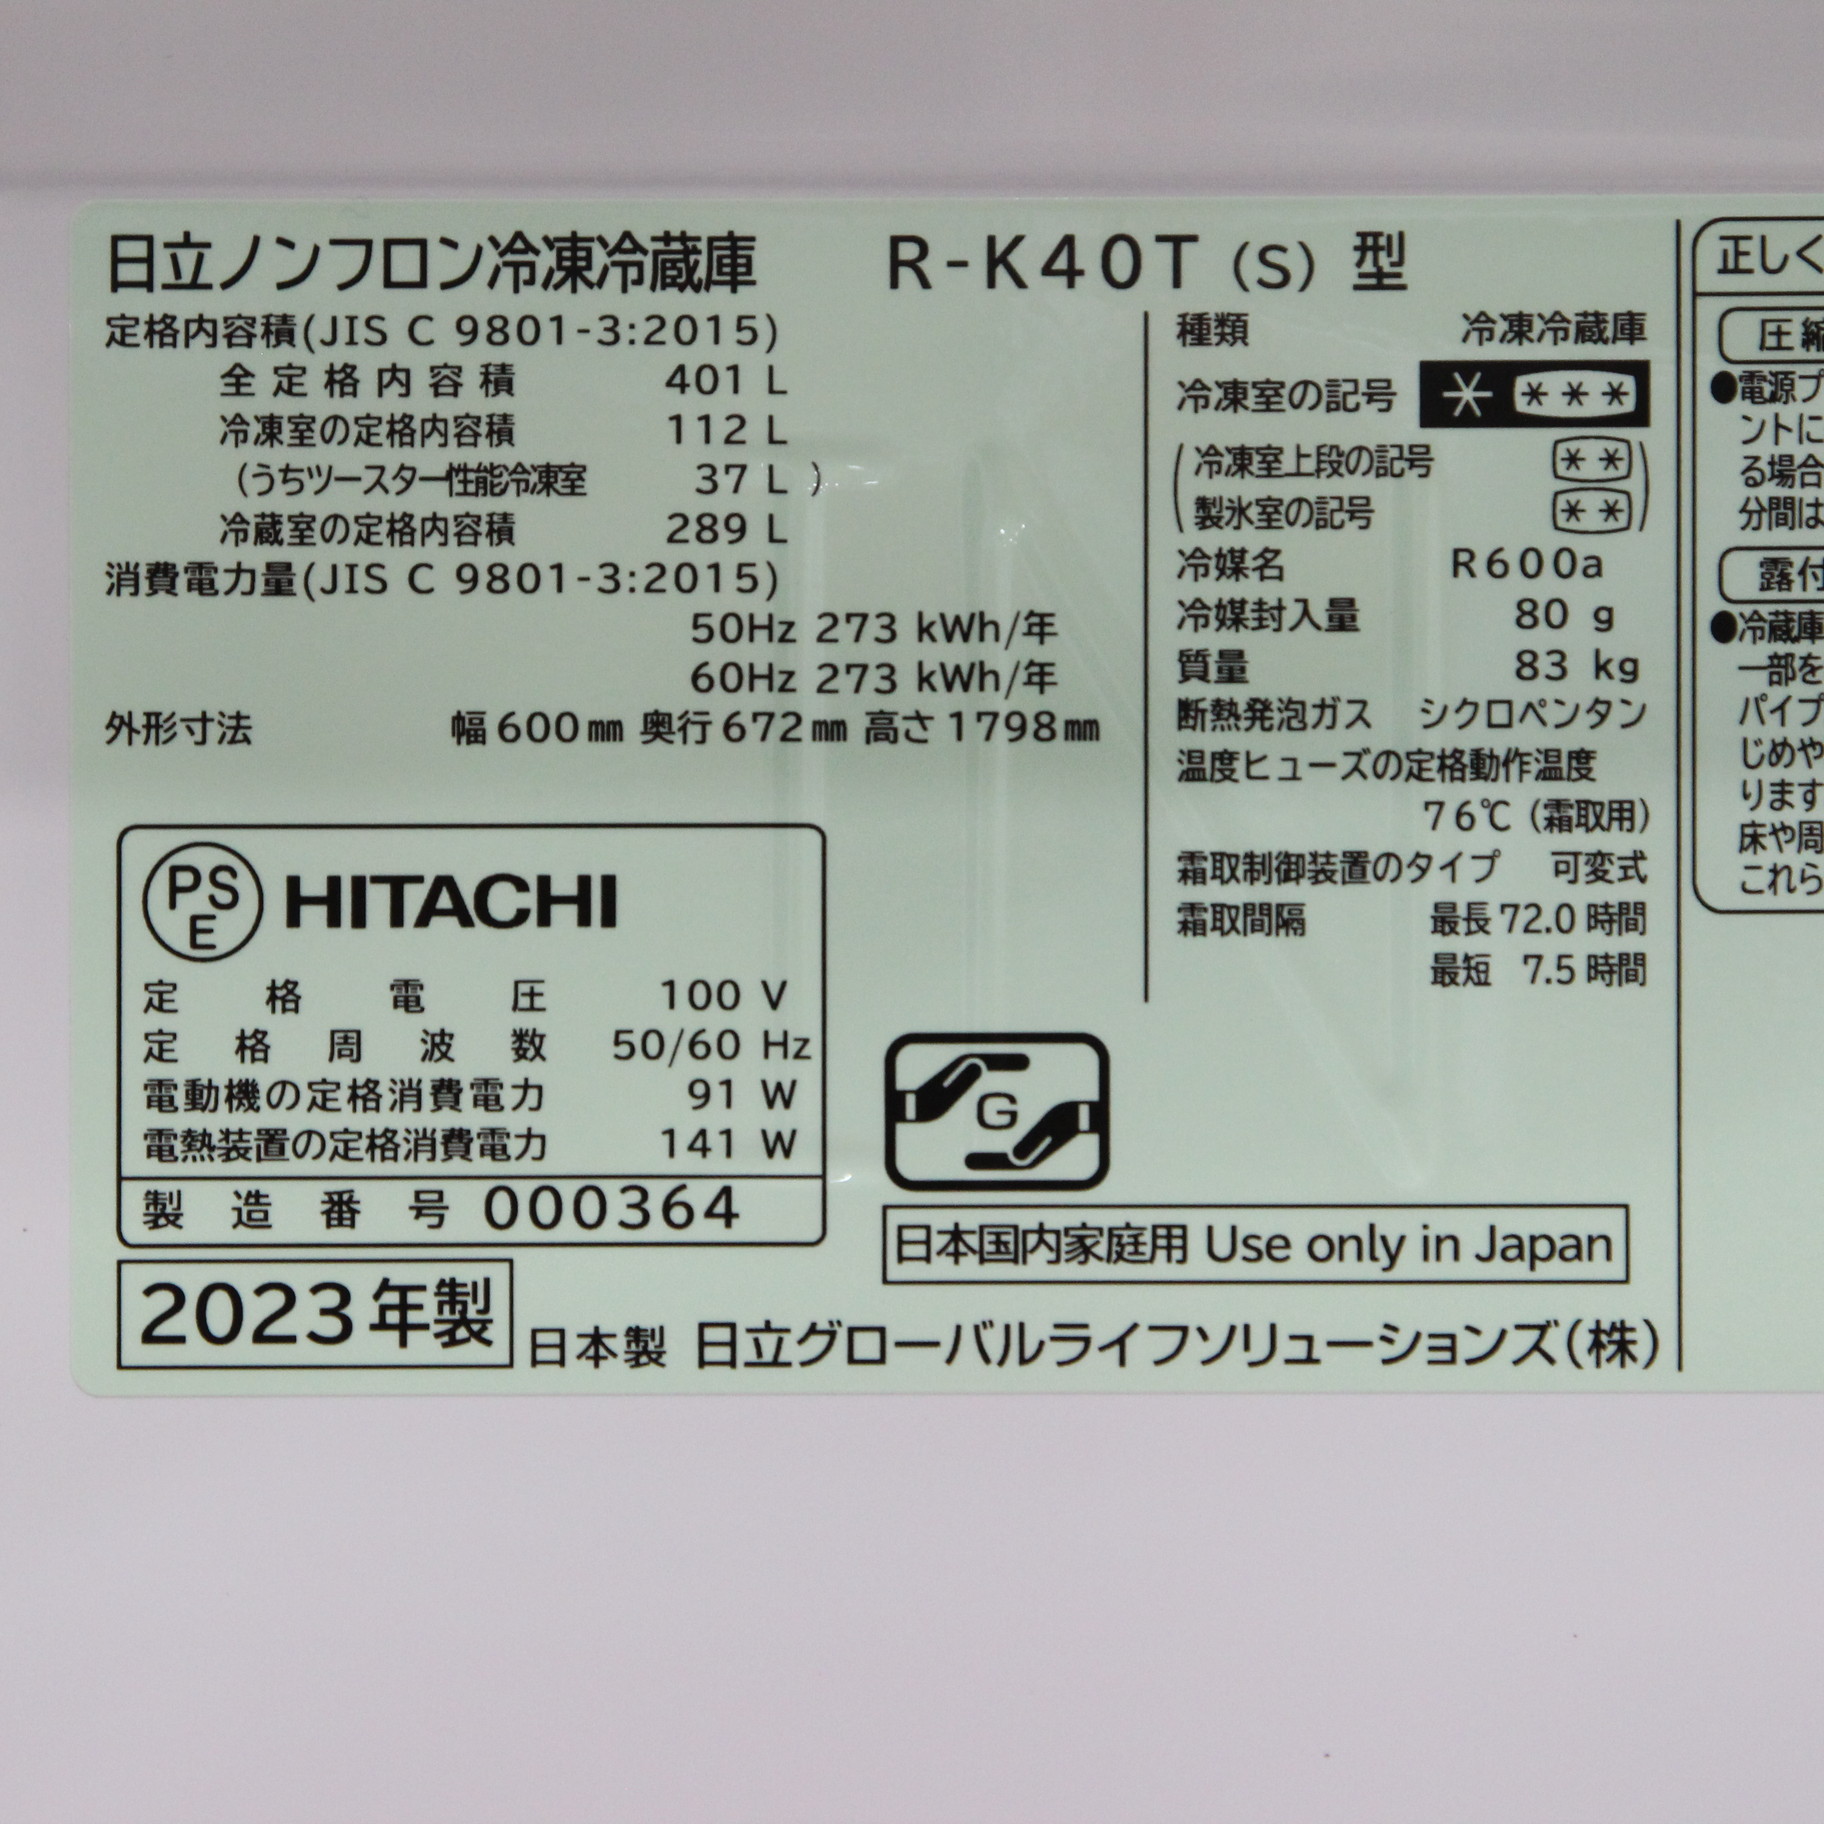 日立ノンフロン冷凍冷蔵庫 R-K40T (S) 型
定格内容積(JIS C 9801-3:2015)
全定格内容積 401 L
冷凍室の定格内容積 112 L
(うちツースター性能冷凍室 37 L )
冷蔵室の定格内容積 289 L
消費電力量(JIS C 9801-3:2015)
50Hz 273 kWh/年
60Hz 273 kWh/年
外形寸法 幅600㎜ 奥行672㎜ 高さ1798㎜
PS
E
HITACHI
定格電圧 100 V
定格周波数 50/60 Hz
電動機の定格消費電力 91 W
電熱装置の定格消費電力 141 W
製造番号 000364
2023年製
日本製 日立グローバルライフソリューションズ(株)
種類 冷凍冷蔵庫
冷凍室の記号 * ***
(冷凍室上段の記号 **
製氷室の記号 **)
冷媒名 R600a
冷媒封入量 80 g
質量 83 kg
断熱発泡ガス シクロペンタン
温度ヒューズの定格動作温度
76℃(霜取用)
霜取制御装置のタイプ 可変式
霜取間隔 最長72.0時間
最短 7.5時間
G
日本国内家庭用 Use only in Japan
正しく
圧縮
●電源プ
ントに
る場合
分間は
露付
●冷蔵庫
一部を
パイプ
じめや
ります
床や周
これら